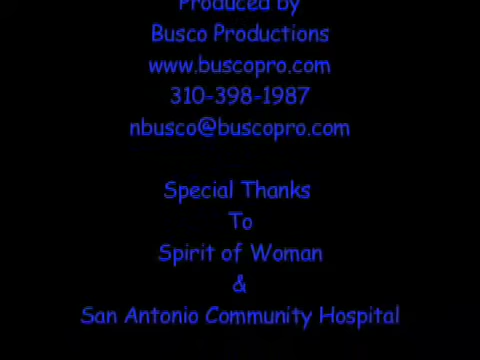 Produced by
Busco Productions
www.buscopro.com
310-398-1987
nbusco@buscopro.com
Special Thanks
To
Spirit of Woman
&
San Antonio Community Hospital